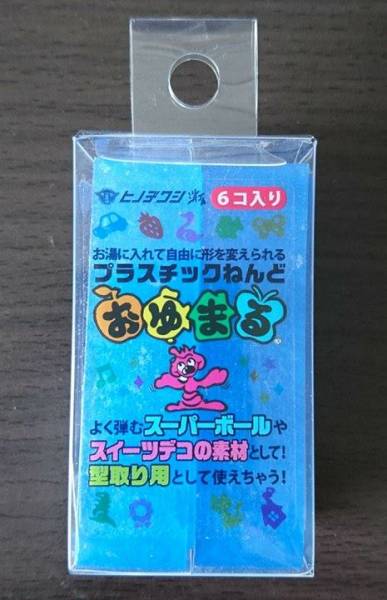 ヒノデワシ㈱ 6コ入り
お湯に入れて自由に形を変えられる
プラスチックねんど
おゆまる®
よく弾むスーパーボールや
スイーツデコの素材として!
型取り用として使えちゃう!